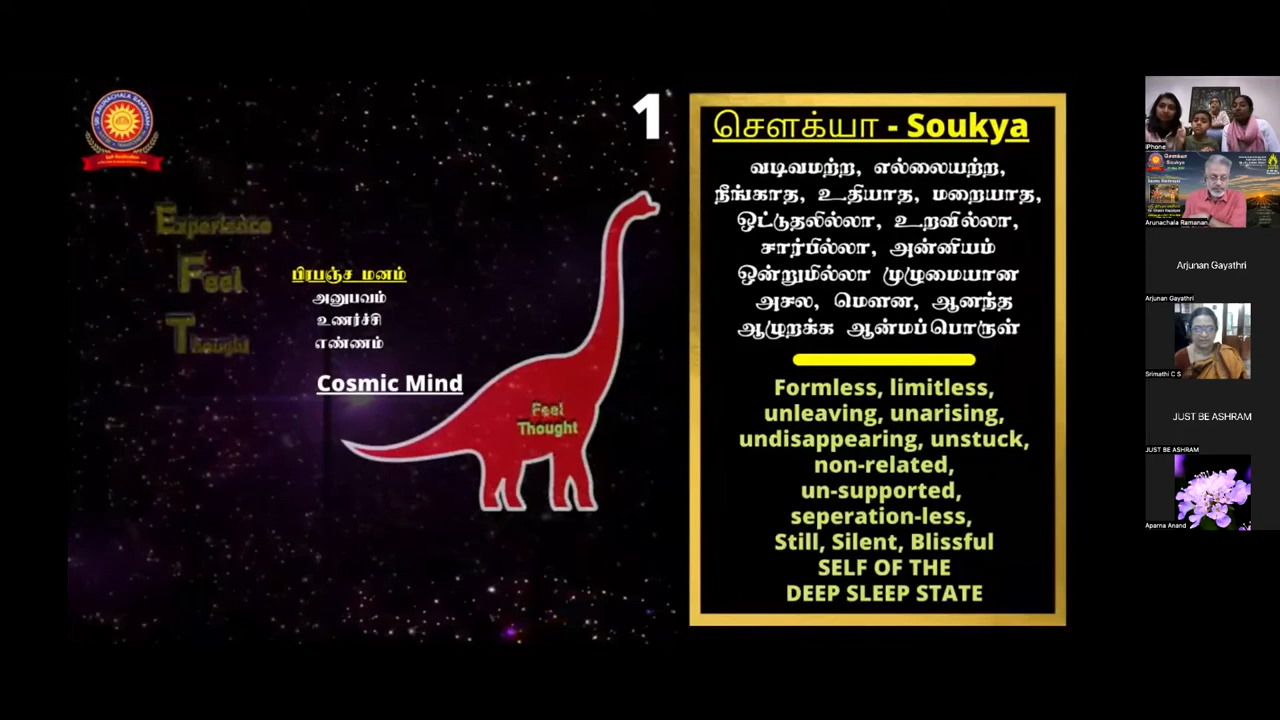 1
Experience
Feel
Thought
பிரபஞ்ச மனம்
அனுபவம்
உணர்ச்சி
எண்ணம்
Cosmic Mind
Feel
Thought
சௌக்யா - Soukya
வடிவமற்ற, எல்லையற்ற,
நீங்காத, உதியாத, மறையாத,
ஒட்டுதலில்லா, உறவில்லா,
சார்பில்லா, அன்னியம்
ஒன்றுமில்லா முழுமையான
அசல, மௌன, ஆனந்த
ஆழுறக்க ஆன்மப்பொருள்
Formless, limitless,
unleaving, unarising,
undisappearing, unstuck,
non-related,
un-supported,
seperation-less,
Still, Silent, Blissful
SELF OF THE
DEEP SLEEP STATE
iPhone
சௌக்யா
Soukya
Arunachala Ramanan
Arjunan Gayathri
Arjunan Gayathri
Srimathi C S
JUST BE ASHRAM
JUST BE ASHRAM
Aparna Anand